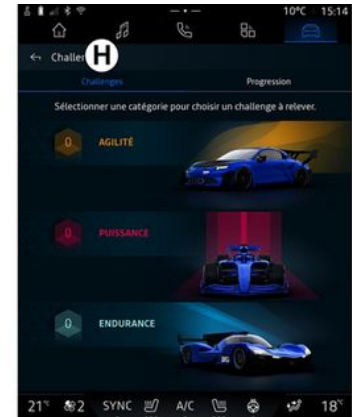 10°C 15:14
Challen
H
Challenges Progression
Sélectionner une catégorie pour choisir un challenge à relever.
0 AGILITÉ
0 PUISSANCE
0 ENDURANCE
21°C 2 SYNC A/C 18°C